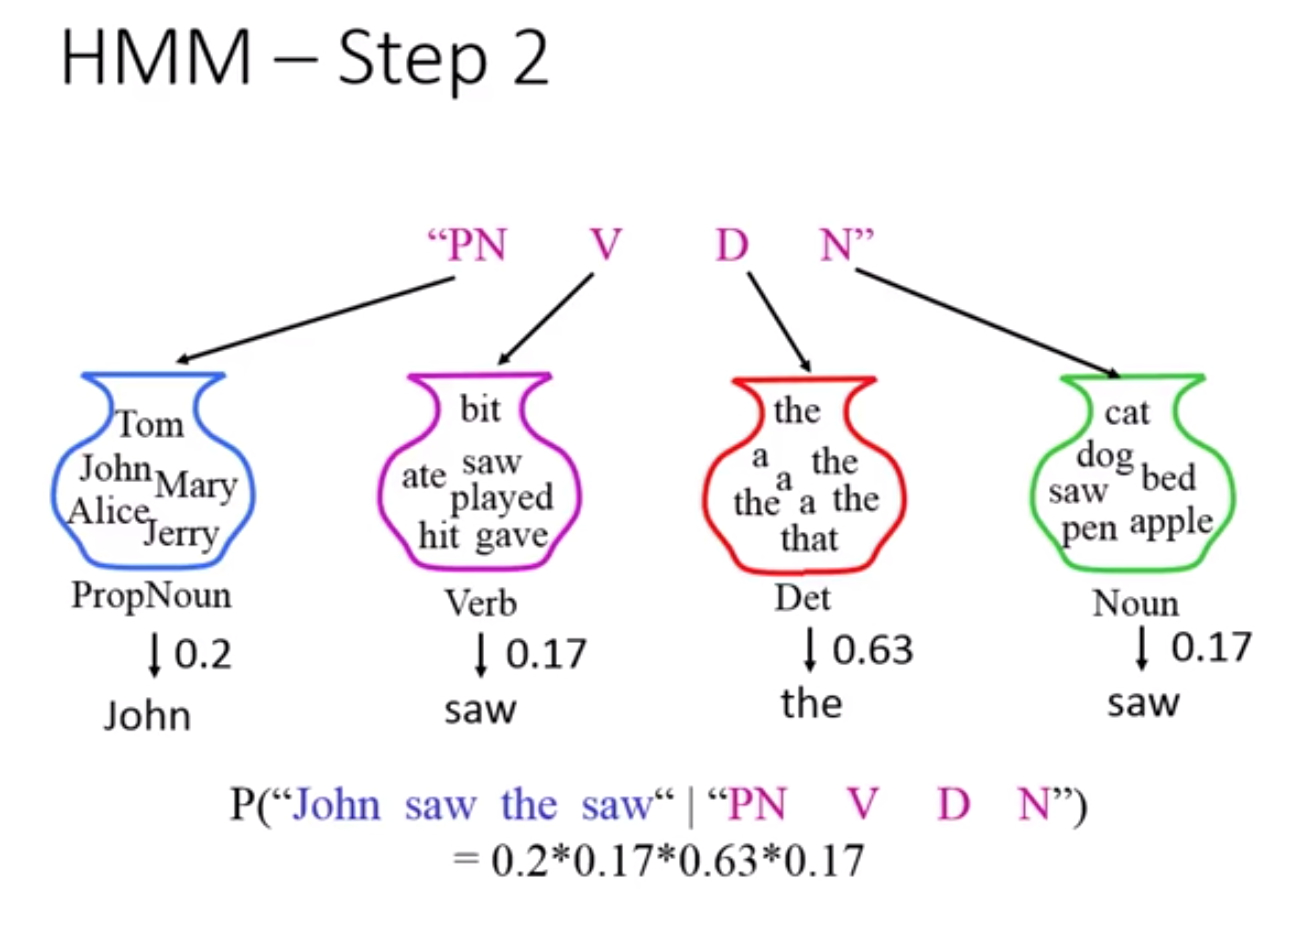 HMM – Step 2
“PN V D N”
Tom
John Mary
Alice Jerry
bit
ate saw
played
hit gave
the
a the
a
the a the
that
cat
dog
saw bed
pen apple
PropNoun Verb Det Noun
0.2 0.17 0.63 0.17
John saw the saw
P(“John saw the saw“ | “PN V D N”)
= 0.2*0.17*0.63*0.17